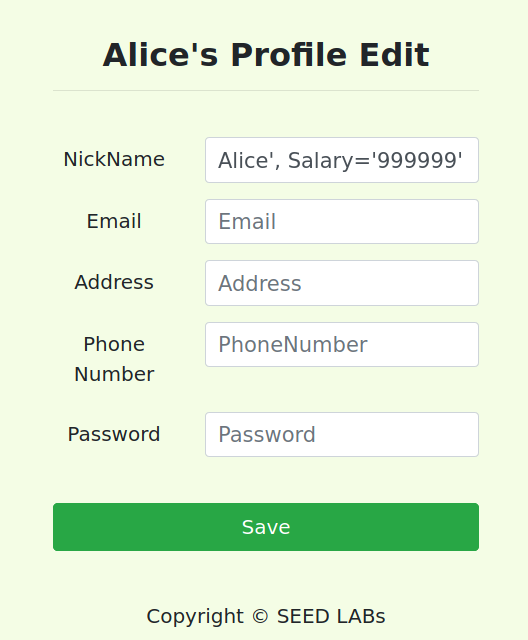 Alice's Profile Edit
NickName
Alice', Salary='999999'
Email
Email
Address
Address
Phone
Number
PhoneNumber
Password
Password
Save
Copyright © SEED LABs